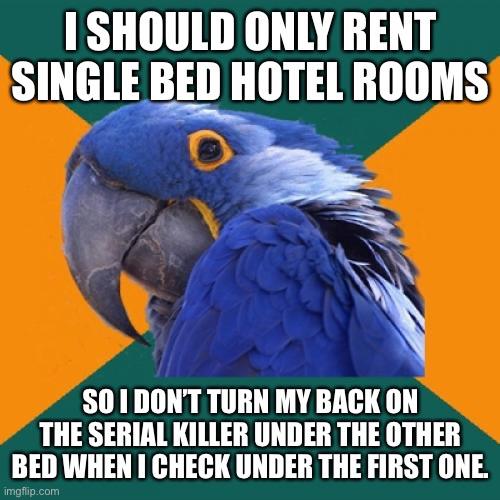 I SHOULD ONLY RENT
SINGLE BED HOTEL ROOMS
SO I DON'T TURN MY BACK ON
THE SERIAL KILLER UNDER THE OTHER
BED WHEN I CHECK UNDER THE FIRST ONE.
imgflip.com